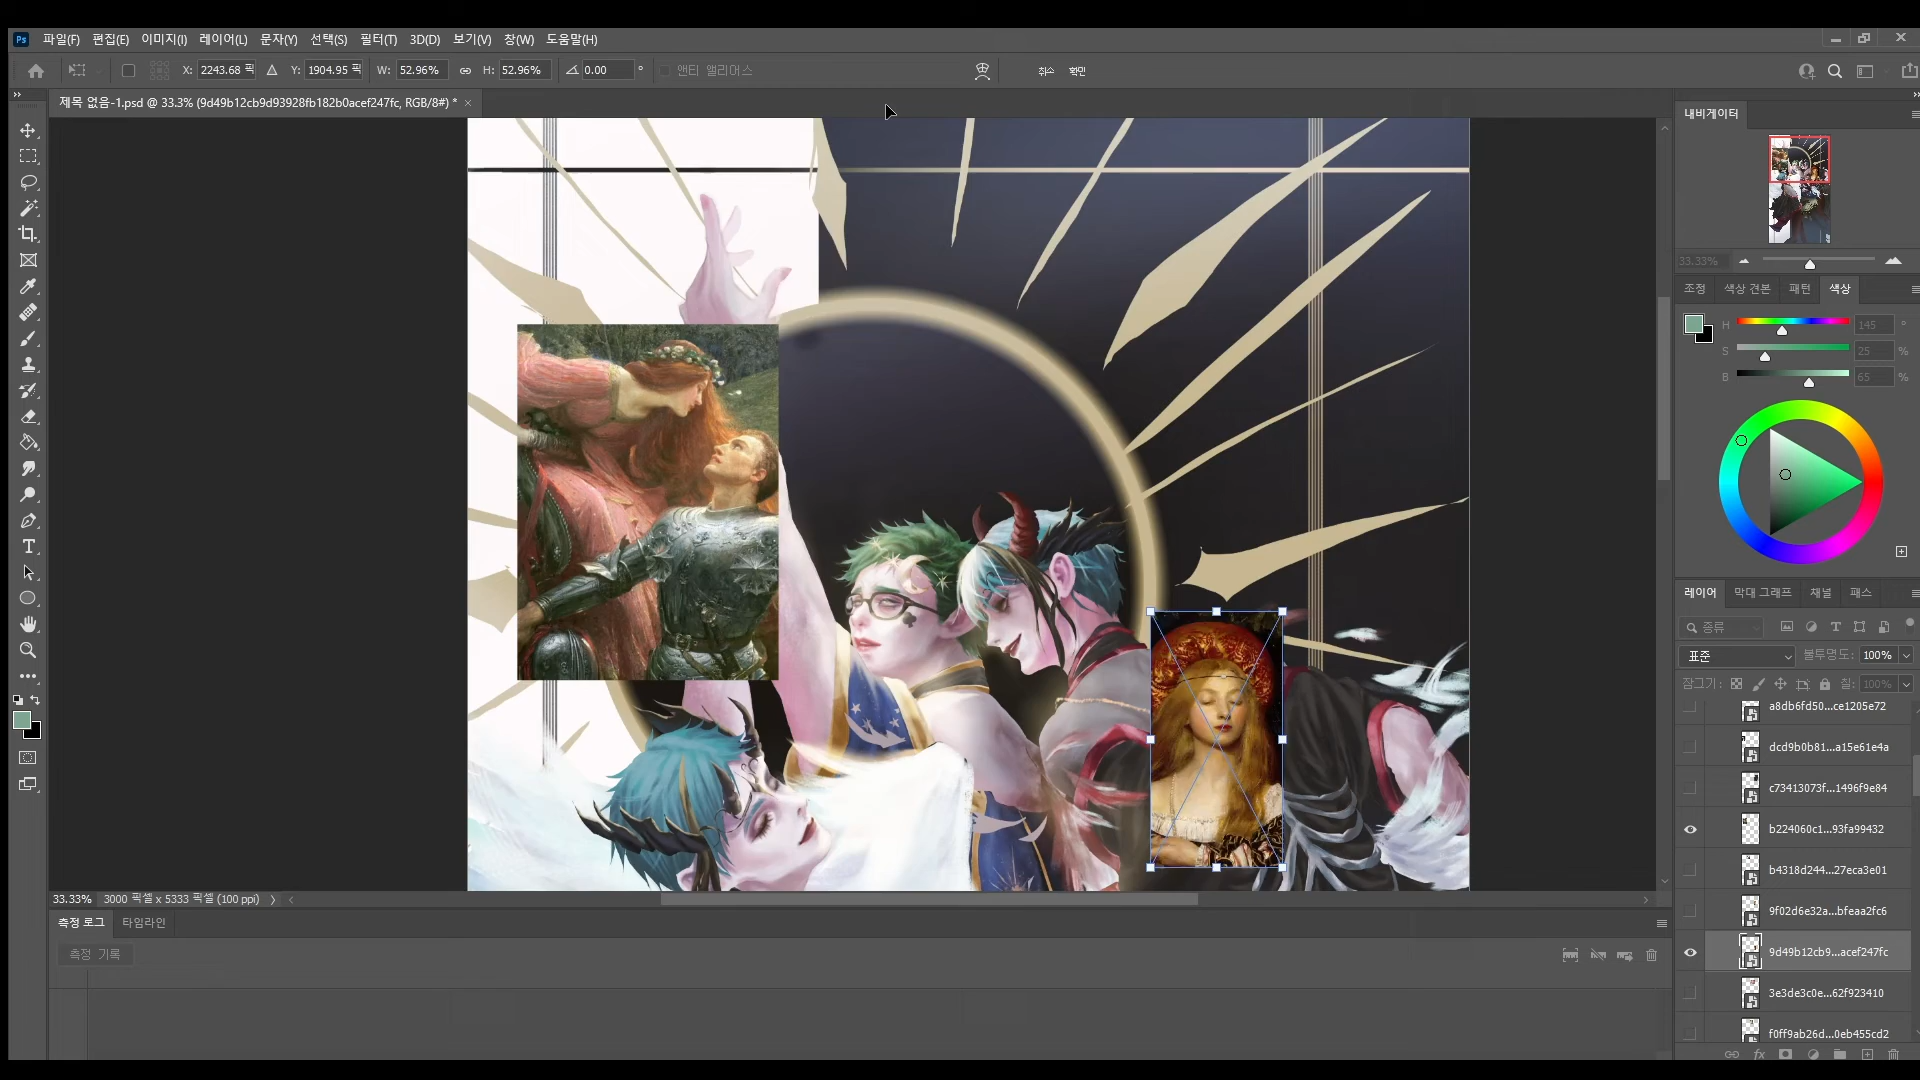 Ps 파일(F) 편집(E) 이미지(I) 레이어(L) 문자(Y) 선택(S) 필터(T) 3D(D) 보기(V) 창(W) 도움말(H)
X: 2243.68 픽 Y: 1904.95 픽 W: 52.96% H: 52.96% 0.00 ° 앤티 앨리어스 취소 확인
제목 없음-1.psd @ 33.3% (9d49b12cb9d93928fb182b0acef247fc, RGB/8#) * ×
내비게이터
33.33%
조정 색상 견본 패턴 색상
H 145 °
S 25 %
B 65 %
레이어 막대 그래프 채널 패스
종류
표준 불투명도: 100%
잠그기: 칠: 100%
a8db6fd50...ce1205e72
dcd9b0b81...a15e61e4a
c73413073f...1496f9e84
b224060c1...93fa99432
b4318d244...27eca3e01
9f02d6e32a...bfeaa2fc6
9d49b12cb9...acef247fc
3e3de3c0e...62f923410
f0ff9ab26d...0eb455cd2
fx
33.33% 3000 픽셀 x 5333 픽셀 (100 ppi)
측정 로그 타임라인
측정 기록